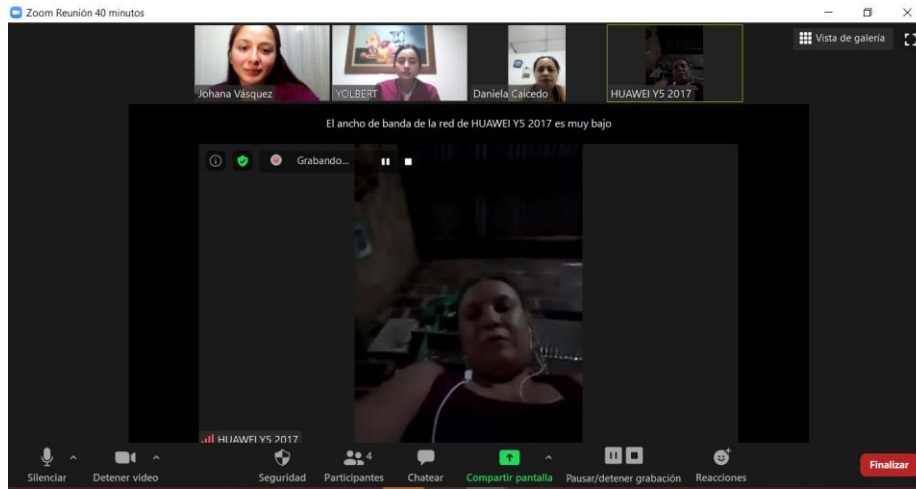 Zoom Reunión 40 minutos
Vista de galería
Johana Vásquez
YOLBERT
Daniela Caicedo
HUAWEI Y5 2017
El ancho de banda de la red de HUAWEI Y5 2017 es muy bajo
Grabando...
HUAWEI Y5 2017
4
Silenciar
Detener video
Seguridad
Participantes
Chatear
Compartir pantalla
Pausar/detener grabación
Reacciones
Finalizar